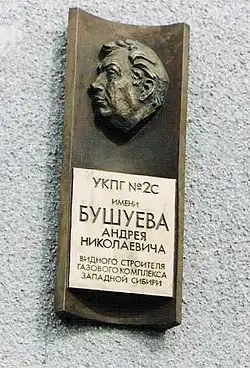 УКПГ №2С
ИМЕНИ
БУШУЕВА
АНДРЕЯ
НИКОЛАЕВИЧА
ВИДНОГО СТРОИТЕЛЯ
ГАЗОВОГО КОМПЛЕКСА
ЗАПАДНОЙ СИБИРИ